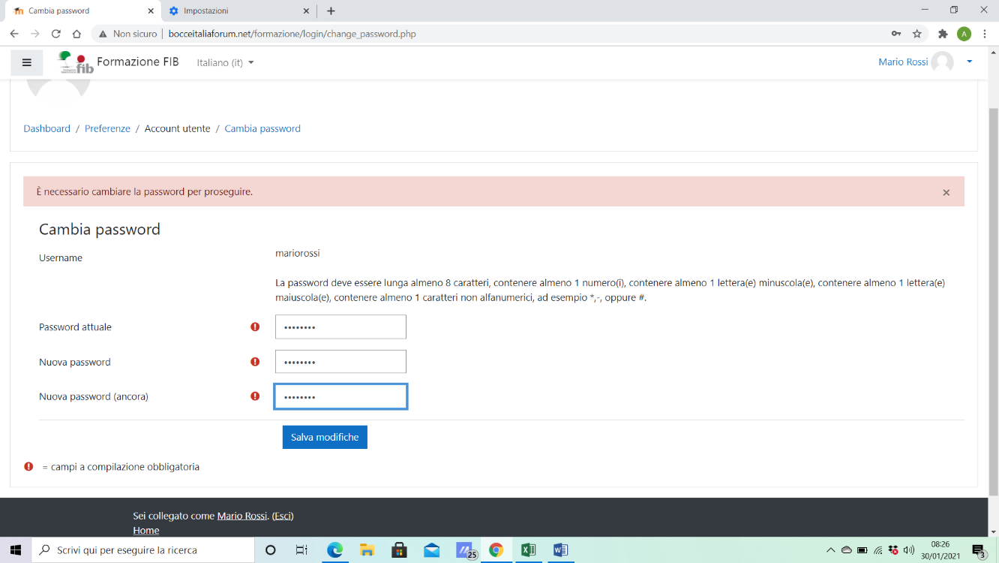 Cambia password
Impostazioni
Non sicuro
bocceitaliaforum.net/formazione/login/change_password.php
A
fib
Formazione FIB
Italiano (it)
Mario Rossi
Dashboard / Preferenze / Account utente / Cambia password
È necessario cambiare la password per proseguire.
Cambia password
Username
mariorossi
La password deve essere lunga almeno 8 caratteri, contenere almeno 1 numero(i), contenere almeno 1 lettera(e) minuscola(e), contenere almeno 1 lettera(e)
maiuscola(e), contenere almeno 1 caratteri non alfanumerici, ad esempio *,-, oppure #.
Password attuale
••••••••
Nuova password
••••••••
Nuova password (ancora)
••••••••
Salva modifiche
= campi a compilazione obbligatoria
Sei collegato come Mario Rossi. (Esci)
Home
Scrivi qui per eseguire la ricerca
25
08:26
30/01/2021
3